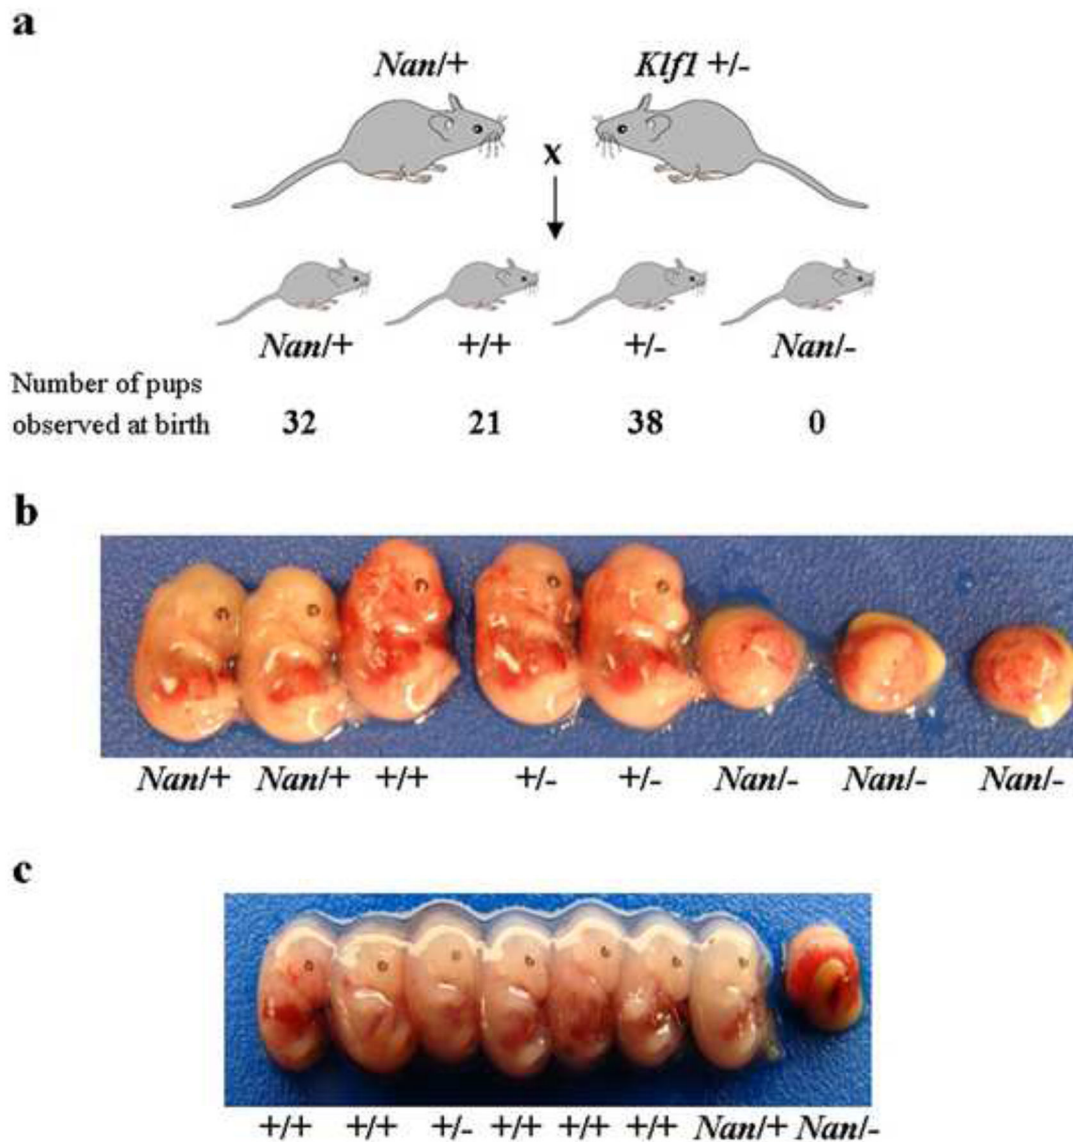 a
Nan/+ Klf1 +/-
x
Nan/+ +/+ +/- Nan/-
Number of pups
observed at birth 32 21 38 0
b
Nan/+ Nan/+ +/+ +/- +/- Nan/- Nan/- Nan/-
c
+/+ +/+ +/- +/+ +/+ +/+ Nan/+ Nan/-